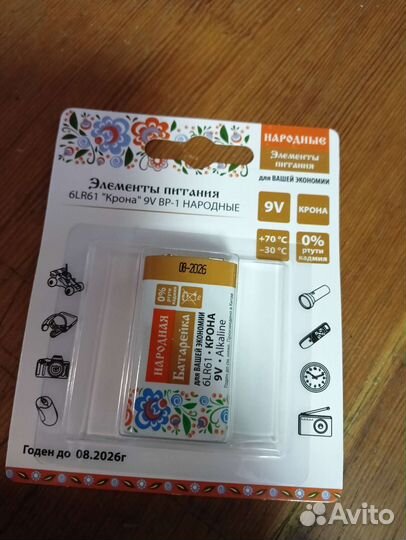 НАРОДНЫЕ
Элементы
питания
для ВАШЕЙ ЭКОНОМИИ
Элементы питания
6LR61 "Крона" 9V BP-1 НАРОДНЫЕ
9V
КРОНА
+70 °C
-30 °C
0%
ртути
кадмия
08-2026
0%
ртути
кадмия
НАРОДНАЯ
Батарейка
для ВАШЕЙ ЭКОНОМИИ
6LR61 • КРОНА
9V • Alkaline
Годен до 08.2026г
Avito